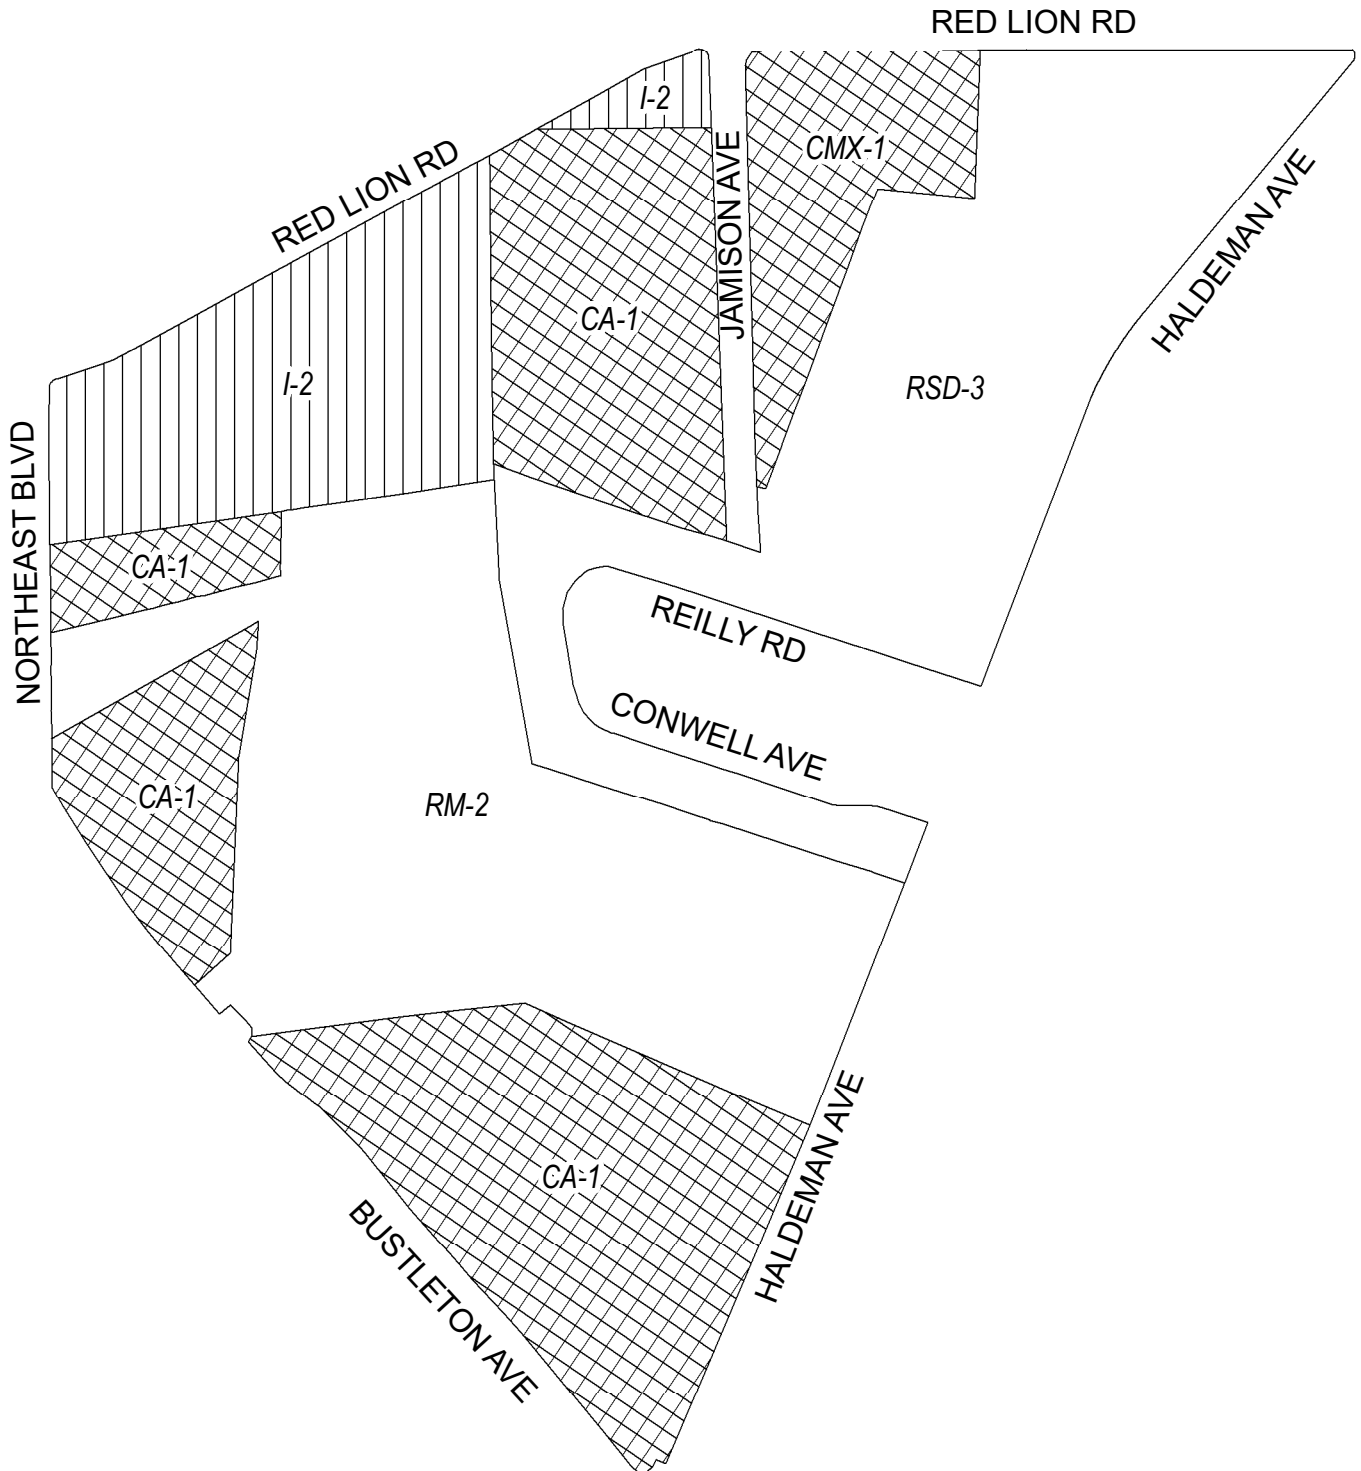 RED LION RD
I-2
CMX-1
RED LION RD
JAMISON AVE
HALDEMAN AVE
CA-1
I-2
RSD-3
NORTHEAST BLVD
CA-1
REILLY RD
CONWELL AVE
CA-1
RM-2
CA-1
HALDEMAN AVE
BUSTLETON AVE